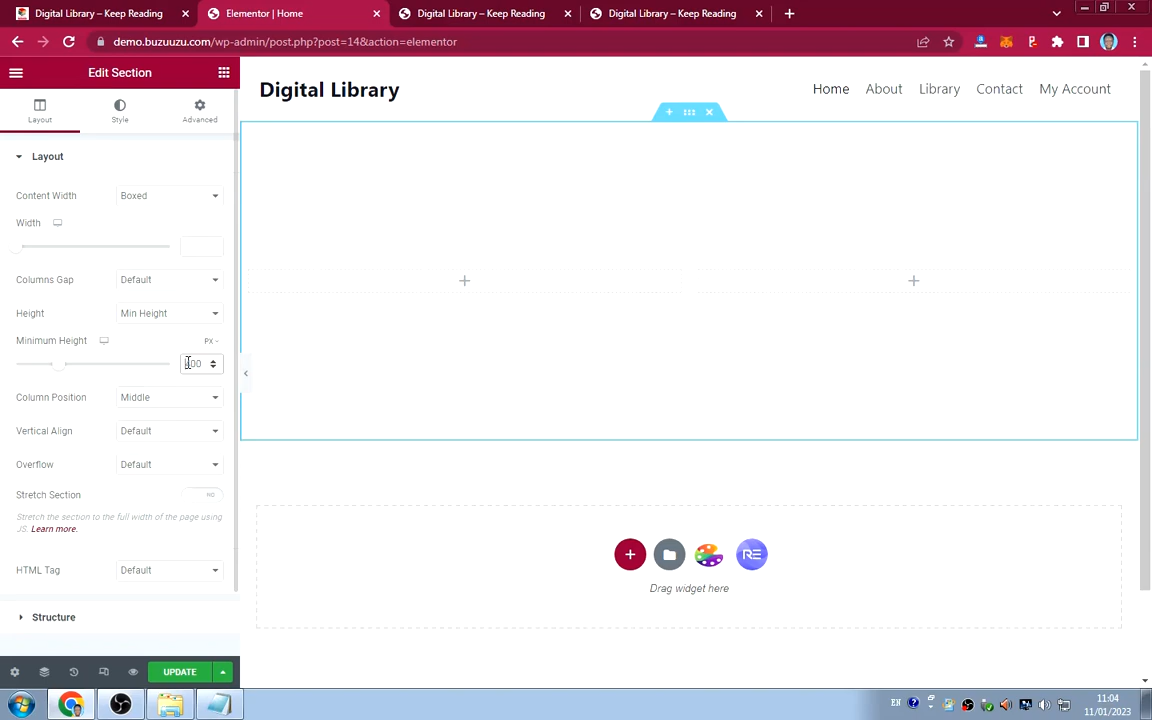 Digital Library – Keep Reading
Elementor | Home
Digital Library – Keep Reading
Digital Library – Keep Reading
demo.buzuuzu.com/wp-admin/post.php?post=14&action=elementor
Edit Section
Digital Library
Home
About
Library
Contact
My Account
Layout
Style
Advanced
Layout
Content Width
Boxed
Width
Columns Gap
Default
Height
Min Height
Minimum Height
PX
Column Position
Middle
Vertical Align
Default
Overflow
Default
Stretch Section
NO
Stretch the section to the full width of the page using
JS. Learn more.
HTML Tag
Default
RE
Drag widget here
Structure
UPDATE
EN
11:04
11/01/2023